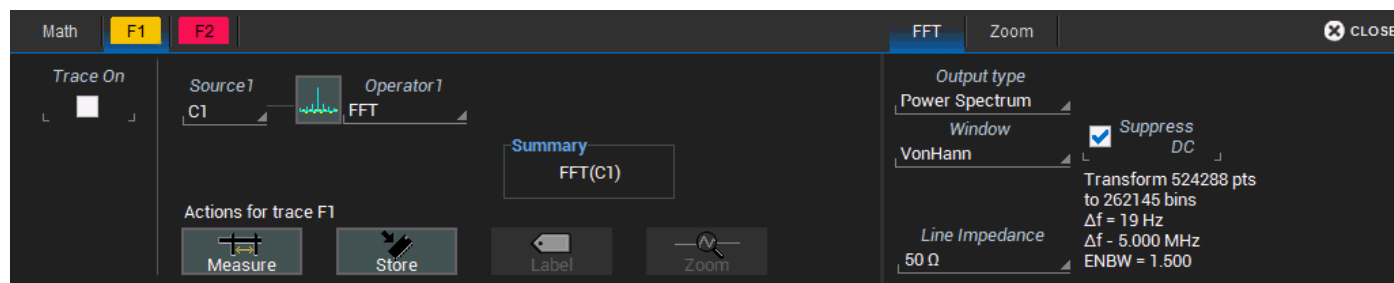 Math F1 F2 FFT Zoom CLOSE
Trace On
Source1 Operator1
C1 FFT
Summary
FFT(C1)
Actions for trace F1
Measure Store Label Zoom
Output type
Power Spectrum
Window
VonHann
Suppress
DC
Transform 524288 pts
to 262145 bins
Δf = 19 Hz
Δf - 5.000 MHz
ENBW = 1.500
Line Impedance
50 Ω